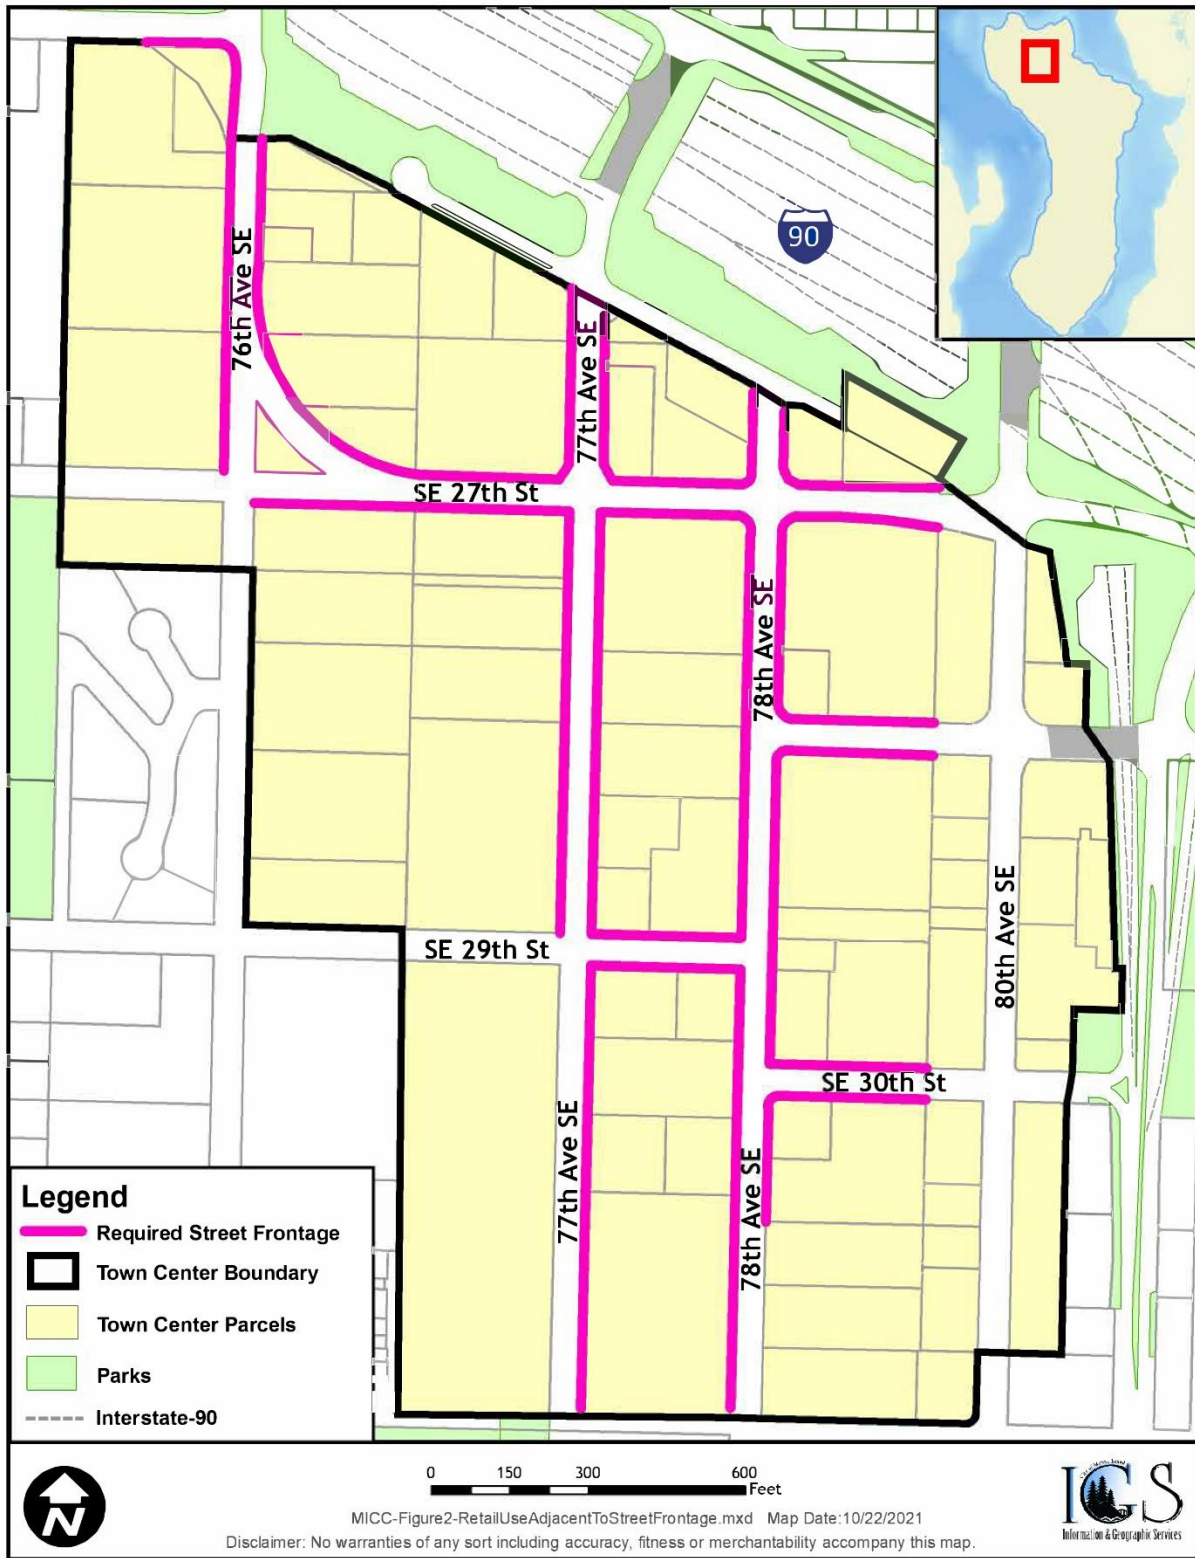 90
76th Ave SE
77th Ave SE
SE 27th St
78th Ave SE
80th Ave SE
SE 29th St
SE 30th St
77th Ave SE
78th Ave SE
Legend
Required Street Frontage
Town Center Boundary
Town Center Parcels
Parks
Interstate-90
N
0 150 300 600
Feet
MICC-Figure2-RetailUseAdjacentToStreetFrontage.mxd Map Date:10/22/2021
Disclaimer: No warranties of any sort including accuracy, fitness or merchantability accompany this map.
IGS
Information & Geographic Services